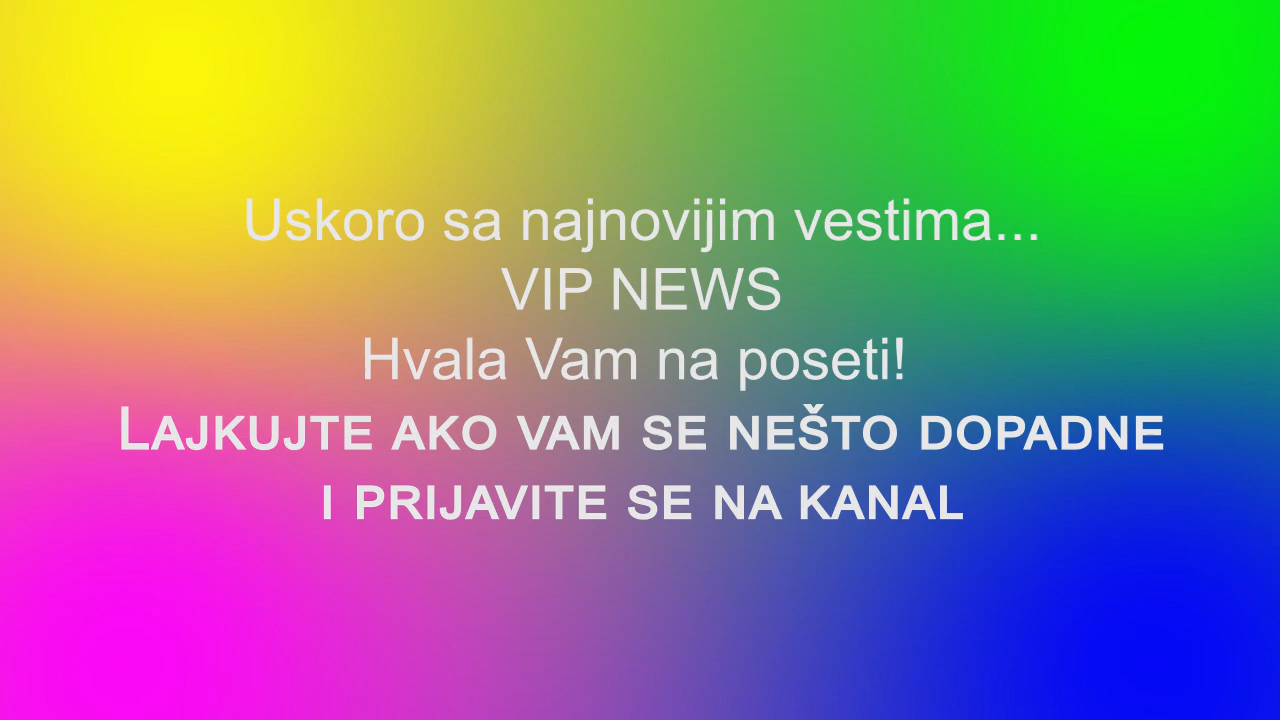 Uskoro sa najnovijim vestima...
VIP NEWS
Hvala Vam na poseti!
LAJKUJTE AKO VAM SE NEŠTO DOPADNE
I PRIJAVITE SE NA KANAL